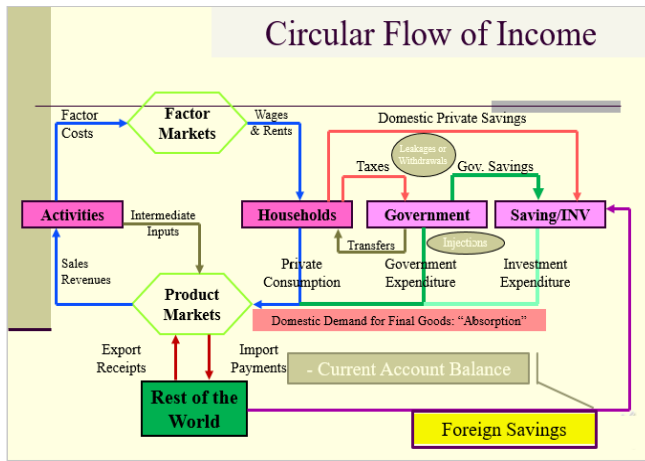 Circular Flow of Income
Factor
Costs
Factor
Markets
Wages
& Rents
Domestic Private Savings
Leakages or
Withdrawals
Taxes
Gov. Savings
Activities
Intermediate
Inputs
Households
Government
Saving/INV
Transfers
Injections
Sales
Revenues
Product
Markets
Private
Consumption
Government
Expenditure
Investment
Expenditure
Domestic Demand for Final Goods: “Absorption”
Export
Receipts
Import
Payments
- Current Account Balance
Rest of the
World
Foreign Savings